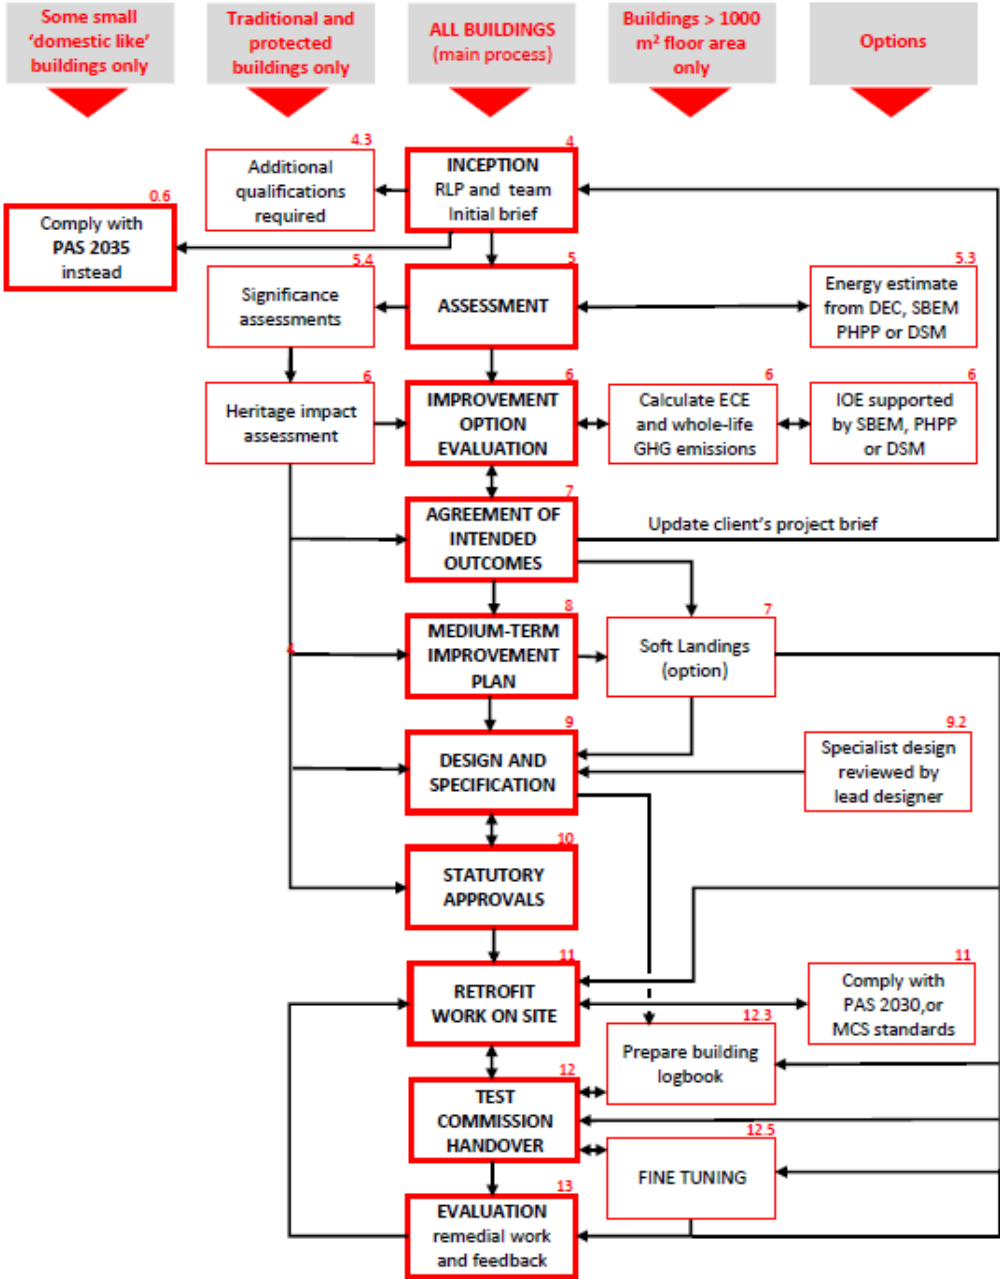 Some small
‘domestic like’
buildings only
Traditional and
protected
buildings only
ALL BUILDINGS
(main process)
Buildings > 1000
m² floor area
only
Options
4.3
Additional
qualifications
required
4
INCEPTION
RLP and team
Initial brief
0.6
Comply with
PAS 2035
instead
5.4
Significance
assessments
5
ASSESSMENT
5.3
Energy estimate
from DEC, SBEM
PHPP or DSM
6
Heritage impact
assessment
6
IMPROVEMENT
OPTION
EVALUATION
6
Calculate ECE
and whole-life
GHG emissions
6
IOE supported
by SBEM, PHPP
or DSM
7
AGREEMENT OF
INTENDED
OUTCOMES
Update client’s project brief
8
MEDIUM-TERM
IMPROVEMENT
PLAN
7
Soft Landings
(option)
4
9
DESIGN AND
SPECIFICATION
9.2
Specialist design
reviewed by
lead designer
10
STATUTORY
APPROVALS
11
RETROFIT
WORK ON SITE
11
Comply with
PAS 2030,or
MCS standards
12.3
Prepare building
logbook
12
TEST
COMMISSION
HANDOVER
12.5
FINE TUNING
13
EVALUATION
remedial work
and feedback